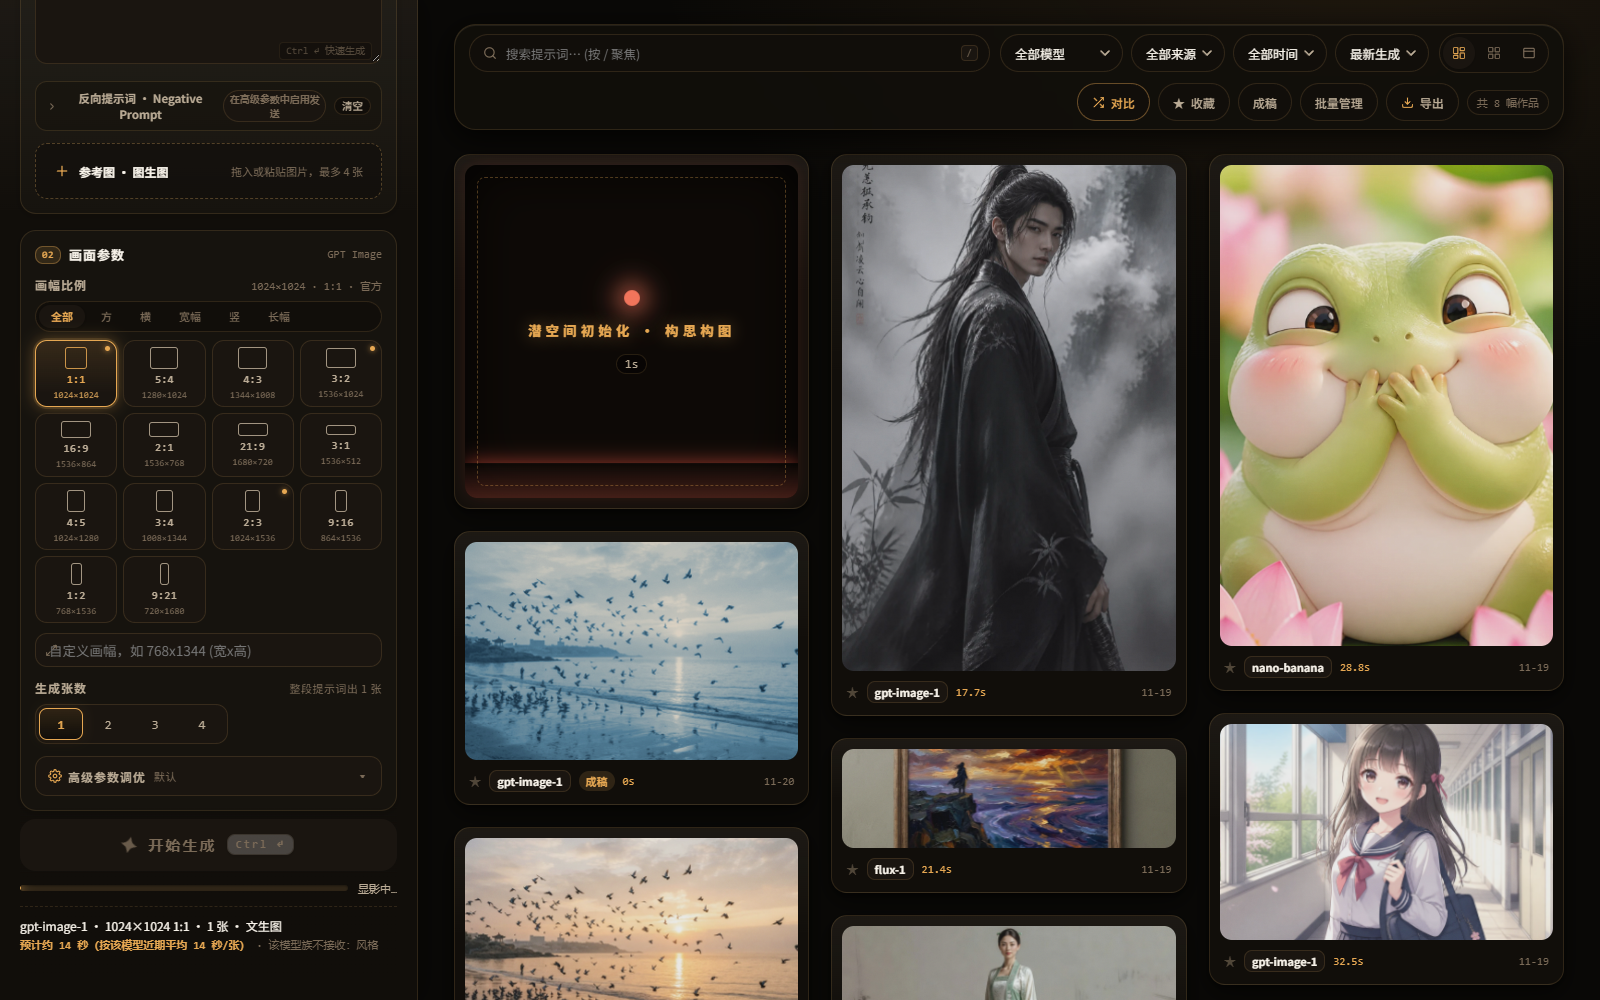 Ctrl ↵ 快速生成
反向提示词 · Negative Prompt
在高级参数中启用发送
清空
参考图 · 图生图
拖入或粘贴图片，最多 4 张
02 画面参数
GPT Image
画幅比例
1024×1024 · 1:1 · 官方
全部 方 横 宽幅 竖 长幅
1:1 5:4 4:3 3:2
1024×1024 1280×1024 1344×1008 1536×1024
16:9 2:1 21:9 3:1
1536×864 1536×768 1680×720 1536×512
4:5 3:4 2:3 9:16
1024×1280 1008×1344 1024×1536 864×1536
1:2 9:21
768×1536 720×1680
自定义画幅，如 768x1344 (宽x高)
生成张数
整段提示词出 1 张
1 2 3 4
高级参数调优 默认
开始生成 Ctrl ↵
显影中_
gpt-image-1 · 1024×1024 1:1 · 1 张 · 文生图
预计约 14 秒 (按该模型近期平均 14 秒/张) · 该模型族不接收：风格
搜索提示词… (按 / 聚焦) /
全部模型 全部来源 全部时间 最新生成
对比 ★ 收藏 成稿 批量管理 导出 共 8 幅作品
潜空间初始化 · 构思构图
1s
★ gpt-image-1 成稿 0s 11-20
★ gpt-image-1 17.7s 11-19
★ flux-1 21.4s 11-19
★ nano-banana 28.8s 11-19
★ gpt-image-1 32.5s 11-19